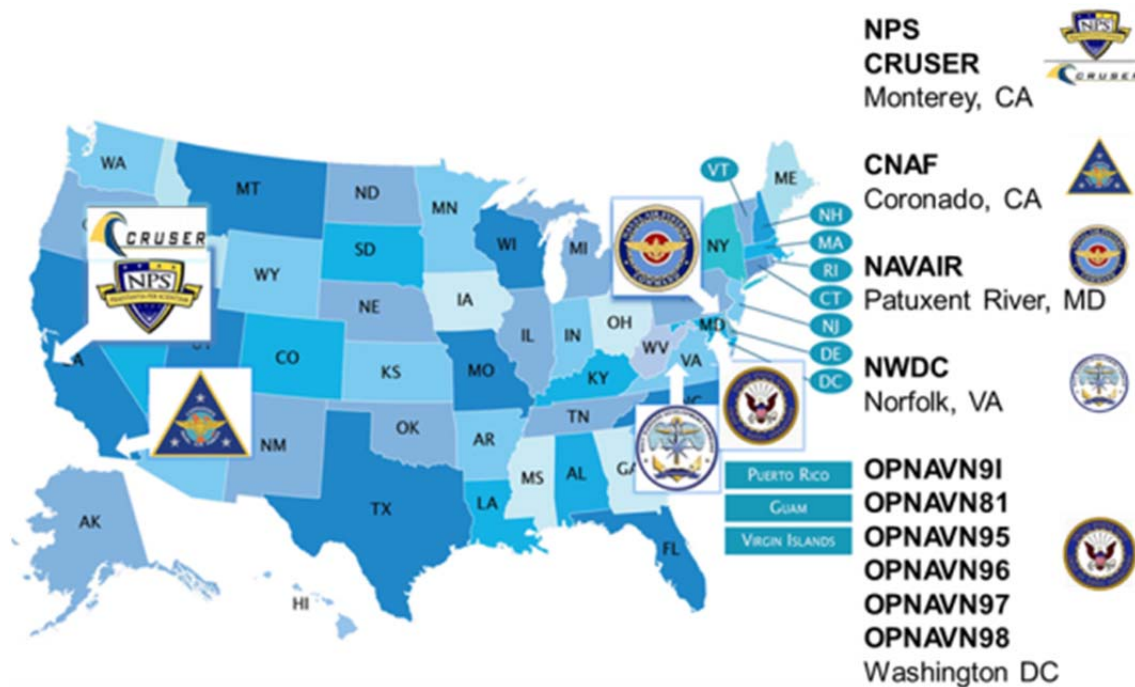 NPS
CRUSER
Monterey, CA
CNAF
Coronado, CA
NAVAIR
Patuxent River, MD
NWDC
Norfolk, VA
OPNAVN9I
OPNAVN81
OPNAVN95
OPNAVN96
OPNAVN97
OPNAVN98
Washington DC
NPS
CRUSER
WA
MT
ND
MN
VT
ME
NH
MA
RI
CT
NJ
DE
DC
CRUSER
NPS
WY
SD
WI
MI
NY
IA
NE
IL
IN
OH
MD
WV
VA
CO
KS
MO
KY
NM
OK
AR
TN
MS
AL
TX
LA
FL
AK
HI
PUERTO RICO
GUAM
VIRGIN ISLANDS